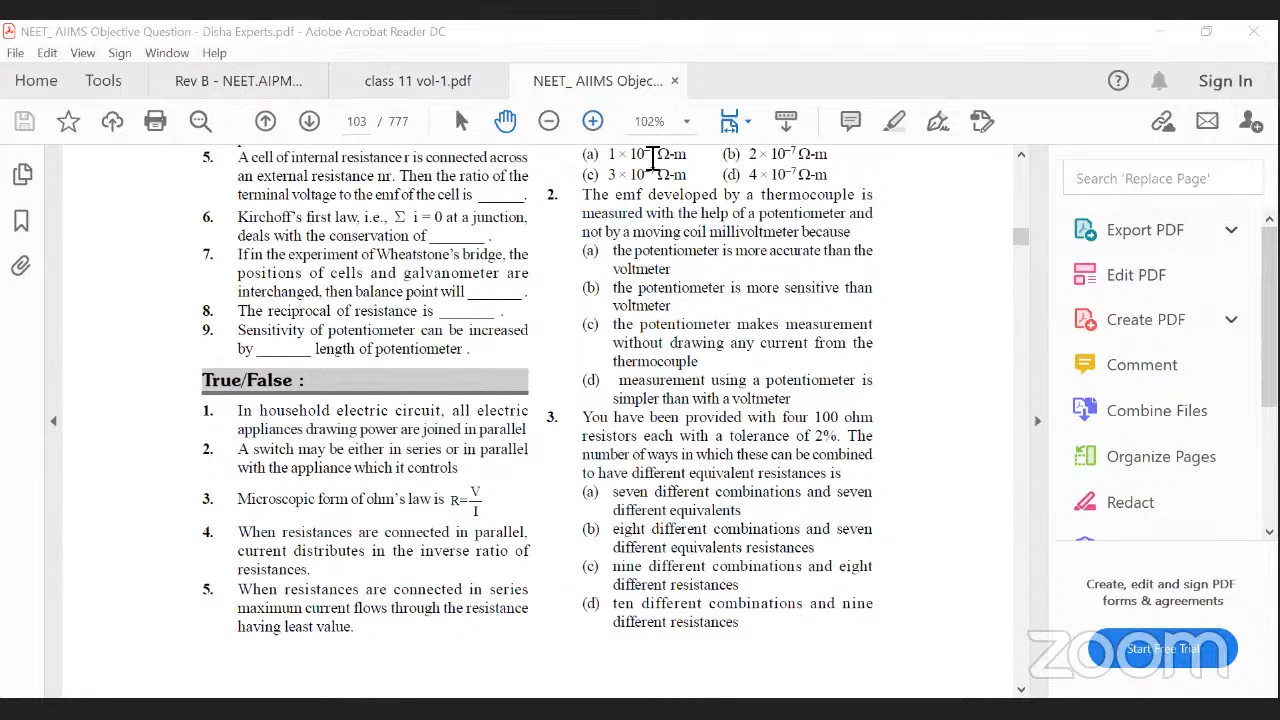 NEET_ AIIMS Objective Question - Disha Experts.pdf - Adobe Acrobat Reader DC
File Edit View Sign Window Help
Home Tools Rev B - NEET.AIPM... class 11 vol-1.pdf NEET_ AIIMS Objec... × Sign In
103 / 777 102%
5. A cell of internal resistance r is connected across
an external resistance nr. Then the ratio of the
terminal voltage to the emf of the cell is ______.
6. Kirchoff's first law, i.e., Σ i = 0 at a junction,
deals with the conservation of _______ .
7. If in the experiment of Wheatstone's bridge, the
positions of cells and galvanometer are
interchanged, then balance point will _______ .
8. The reciprocal of resistance is _______ .
9. Sensitivity of potentiometer can be increased
by _______ length of potentiometer .
True/False :
1. In household electric circuit, all electric
appliances drawing power are joined in parallel
2. A switch may be either in series or in parallel
with the appliance which it controls
3. Microscopic form of ohm's law is R=V/I
4. When resistances are connected in parallel,
current distributes in the inverse ratio of
resistances.
5. When resistances are connected in series
maximum current flows through the resistance
having least value.
(a) 1 × 10 Ω-m (b) 2 × 10⁻⁷ Ω-m
(c) 3 × 10 Ω-m (d) 4 × 10⁻⁷ Ω-m
2. The emf developed by a thermocouple is
measured with the help of a potentiometer and
not by a moving coil millivoltmeter because
(a) the potentiometer is more accurate than the
voltmeter
(b) the potentiometer is more sensitive than
voltmeter
(c) the potentiometer makes measurement
without drawing any current from the
thermocouple
(d) measurement using a potentiometer is
simpler than with a voltmeter
3. You have been provided with four 100 ohm
resistors each with a tolerance of 2%. The
number of ways in which these can be combined
to have different equivalent resistances is
(a) seven different combinations and seven
different equivalents
(b) eight different combinations and seven
different equivalents resistances
(c) nine different combinations and eight
different resistances
(d) ten different combinations and nine
different resistances
Search 'Replace Page'
Export PDF
Edit PDF
Create PDF
Comment
Combine Files
Organize Pages
Redact
Create, edit and sign PDF
forms & agreements
Start Free Trial
zoom